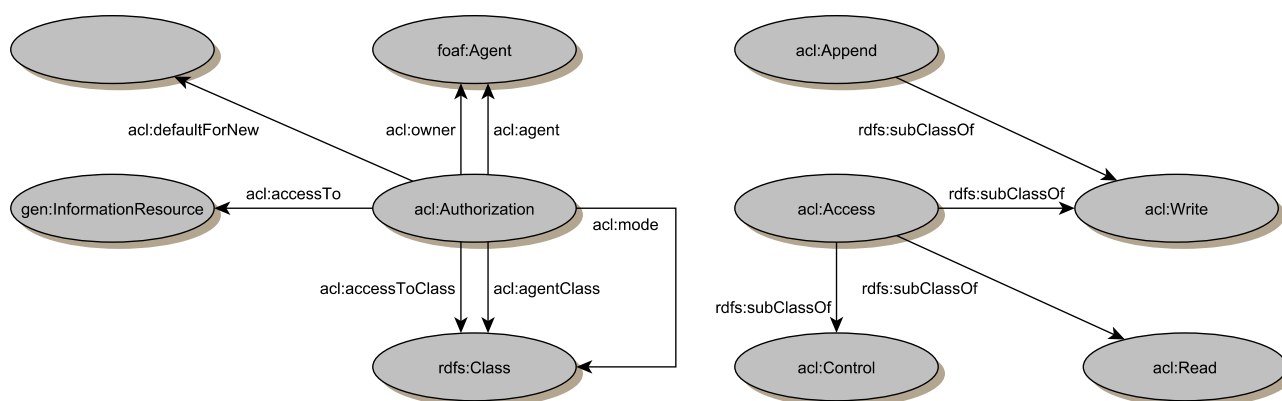 foaf:Agent
acl:Append
acl:defaultForNew
acl:owner
acl:agent
rdfs:subClassOf
gen:InformationResource
acl:accessTo
acl:Authorization
acl:mode
acl:Access
rdfs:subClassOf
acl:Write
acl:accessToClass
acl:agentClass
rdfs:subClassOf
rdfs:subClassOf
rdfs:Class
acl:Control
acl:Read